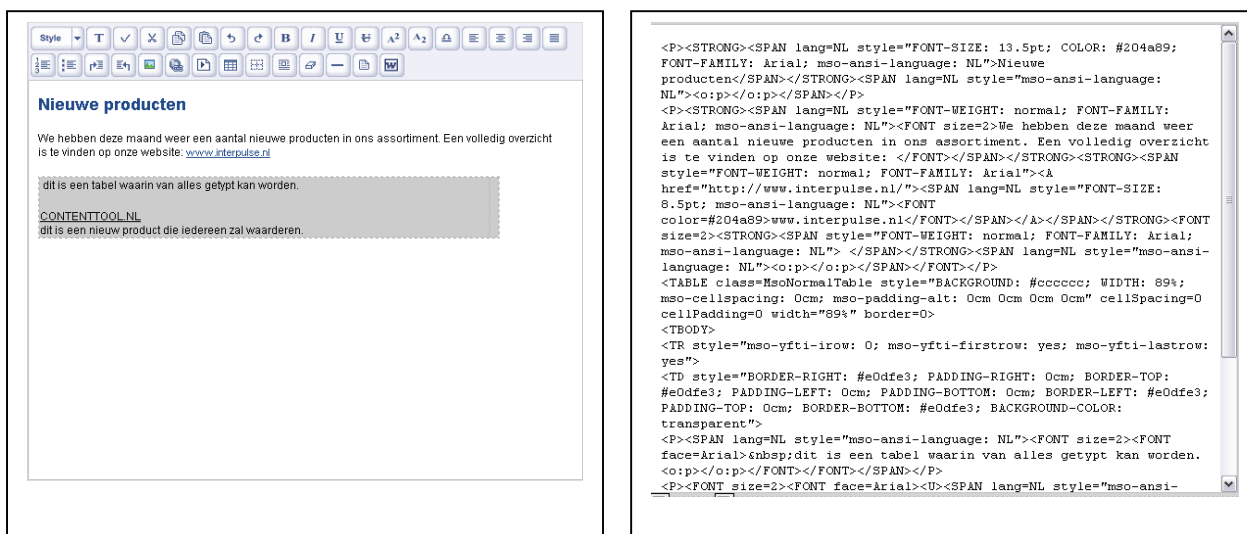 Style T B I U A² A₂
Nieuwe producten
We hebben deze maand weer een aantal nieuwe producten in ons assortiment. Een volledig overzicht
is te vinden op onze website: www.interpulse.nl
dit is een tabel waarin van alles getypt kan worden.
CONTENTTOOL.NL
dit is een nieuw product die iedereen zal waarderen.
<P><STRONG><SPAN lang=NL style="FONT-SIZE: 13.5pt; COLOR: #204a89;
FONT-FAMILY: Arial; mso-ansi-language: NL">Nieuwe
producten</SPAN></STRONG><SPAN lang=NL style="mso-ansi-language:
NL"><o:p></o:p></SPAN></P>
<P><STRONG><SPAN lang=NL style="FONT-WEIGHT: normal; FONT-FAMILY:
Arial; mso-ansi-language: NL"><FONT size=2>We hebben deze maand weer
een aantal nieuwe producten in ons assortiment. Een volledig overzicht
is te vinden op onze website: </FONT></SPAN></STRONG><STRONG><SPAN
style="FONT-WEIGHT: normal; FONT-FAMILY: Arial"><A
href="http://www.interpulse.nl/"><SPAN lang=NL style="FONT-SIZE:
8.5pt; mso-ansi-language: NL"><FONT
color=#204a89>www.interpulse.nl</FONT></SPAN></A></SPAN></STRONG><FONT
size=2><STRONG><SPAN style="FONT-WEIGHT: normal; FONT-FAMILY: Arial;
mso-ansi-language: NL"> </SPAN></STRONG><SPAN lang=NL style="mso-ansi-
language: NL"><o:p></o:p></SPAN></FONT></P>
<TABLE class=MsoNormalTable style="BACKGROUND: #cccccc; WIDTH: 89%;
mso-cellspacing: 0cm; mso-padding-alt: 0cm 0cm 0cm 0cm" cellSpacing=0
cellPadding=0 width="89%" border=0>
<TBODY>
<TR style="mso-yfti-irow: 0; mso-yfti-firstrow: yes; mso-yfti-lastrow:
yes">
<TD style="BORDER-RIGHT: #e0dfe3; PADDING-RIGHT: 0cm; BORDER-TOP:
#e0dfe3; PADDING-LEFT: 0cm; PADDING-BOTTOM: 0cm; BORDER-LEFT: #e0dfe3;
PADDING-TOP: 0cm; BORDER-BOTTOM: #e0dfe3; BACKGROUND-COLOR:
transparent">
<P><SPAN lang=NL style="mso-ansi-language: NL"><FONT size=2><FONT
face=Arial>&nbsp;dit is een tabel waarin van alles getypt kan worden.
<o:p></o:p></FONT></FONT></SPAN></P>
<P><FONT size=2><FONT face=Arial><U><SPAN lang=NL style="mso-ansi-